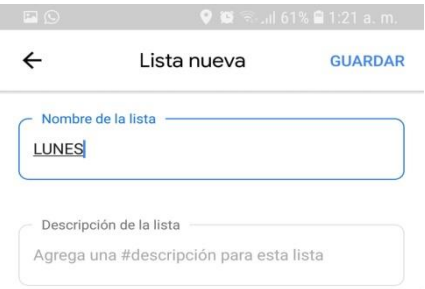 61% 1:21 a. m.
Lista nueva GUARDAR
Nombre de la lista
LUNES
Descripción de la lista
Agrega una #descripción para esta lista